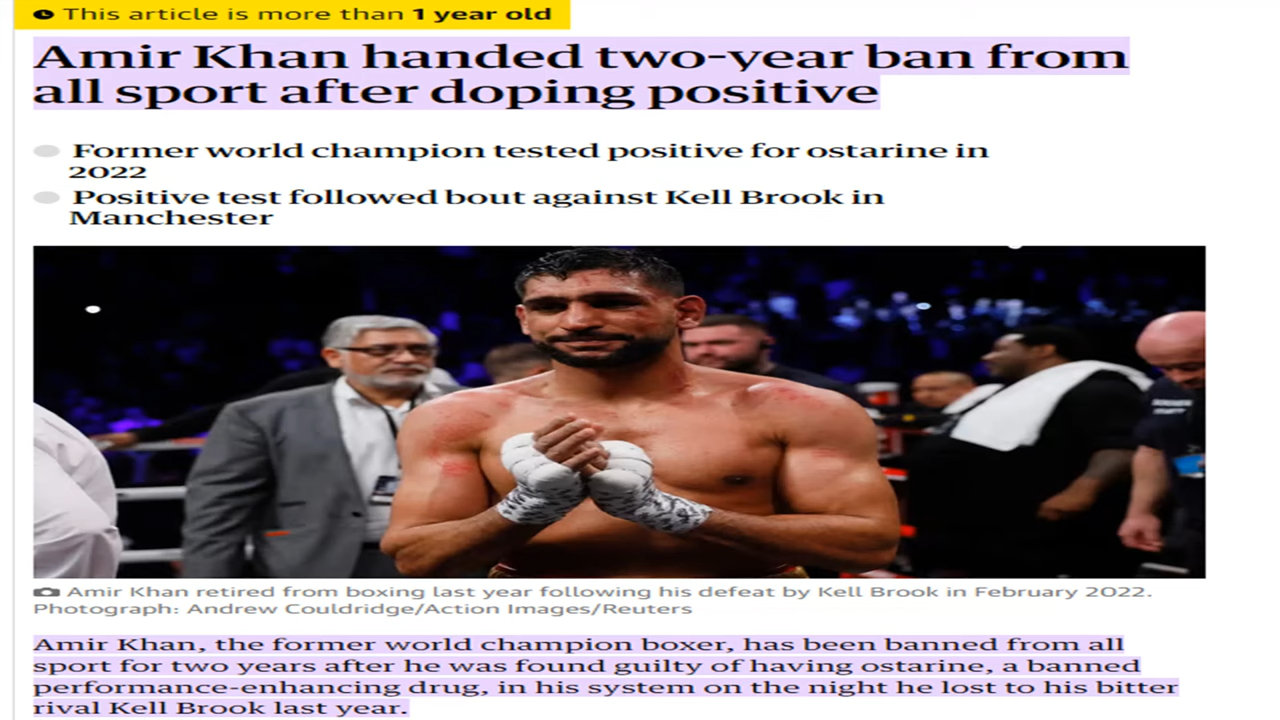 This article is more than 1 year old
Amir Khan handed two-year ban from
all sport after doping positive
Former world champion tested positive for ostarine in
2022
Positive test followed bout against Kell Brook in
Manchester
Amir Khan retired from boxing last year following his defeat by Kell Brook in February 2022.
Photograph: Andrew Couldridge/Action Images/Reuters
Amir Khan, the former world champion boxer, has been banned from all
sport for two years after he was found guilty of having ostarine, a banned
performance-enhancing drug, in his system on the night he lost to his bitter
rival Kell Brook last year.